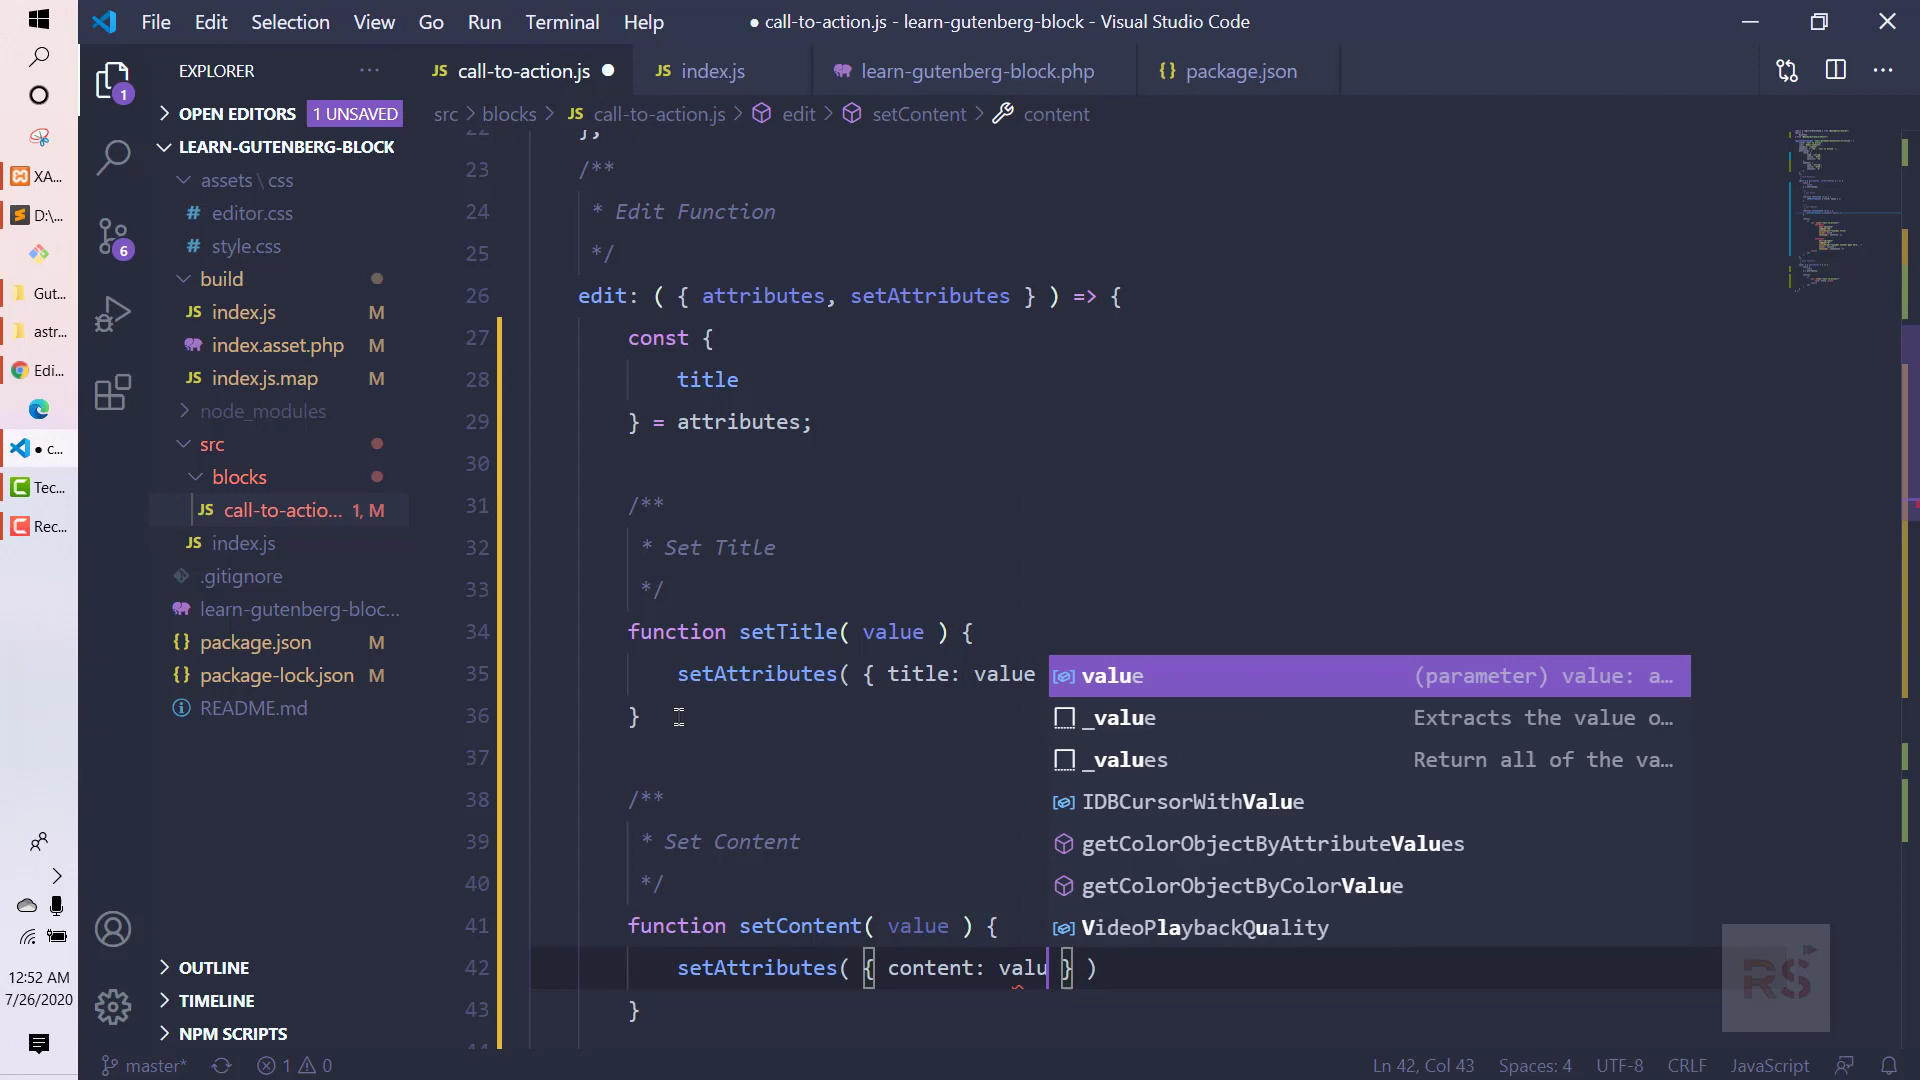 File Edit Selection View Go Run Terminal Help
● call-to-action.js - learn-gutenberg-block - Visual Studio Code
EXPLORER ···
OPEN EDITORS 1 UNSAVED
LEARN-GUTENBERG-BLOCK
assets \ css
# editor.css
# style.css
build
JS index.js M
index.asset.php M
JS index.js.map M
node_modules
src
blocks
JS call-to-actio... 1, M
JS index.js
.gitignore
learn-gutenberg-bloc...
{} package.json M
{} package-lock.json M
README.md
OUTLINE
TIMELINE
NPM SCRIPTS
1
6
XA...
D:\...
Gut...
astr...
Edi...
● c...
Tec...
Rec...
12:52 AM
7/26/2020
JS call-to-action.js ●
JS index.js
learn-gutenberg-block.php
{} package.json
src > blocks > JS call-to-action.js > edit > setContent > content
22 },
23 /**
24 * Edit Function
25 */
26 edit: ( { attributes, setAttributes } ) => {
27 const {
28 title
29 } = attributes;
30
31 /**
32 * Set Title
33 */
34 function setTitle( value ) {
35 setAttributes( { title: value
36 }
37
38 /**
39 * Set Content
40 */
41 function setContent( value ) {
42 setAttributes( { content: valu } )
43 }
44
value (parameter) value: a...
_value Extracts the value o...
_values Return all of the va...
IDBCursorWithValue
getColorObjectByAttributeValues
getColorObjectByColorValue
VideoPlaybackQuality
RS
master* 1 0
Ln 42, Col 43 Spaces: 4 UTF-8 CRLF JavaScript